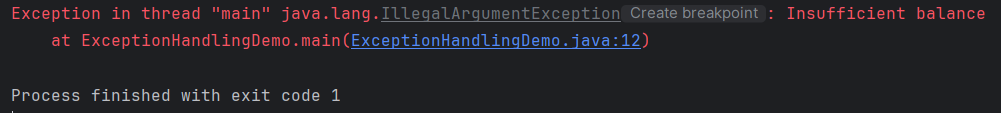 Exception in thread "main" java.lang.IllegalArgumentException Create breakpoint : Insufficient balance
at ExceptionHandlingDemo.main(ExceptionHandlingDemo.java:12)
Process finished with exit code 1